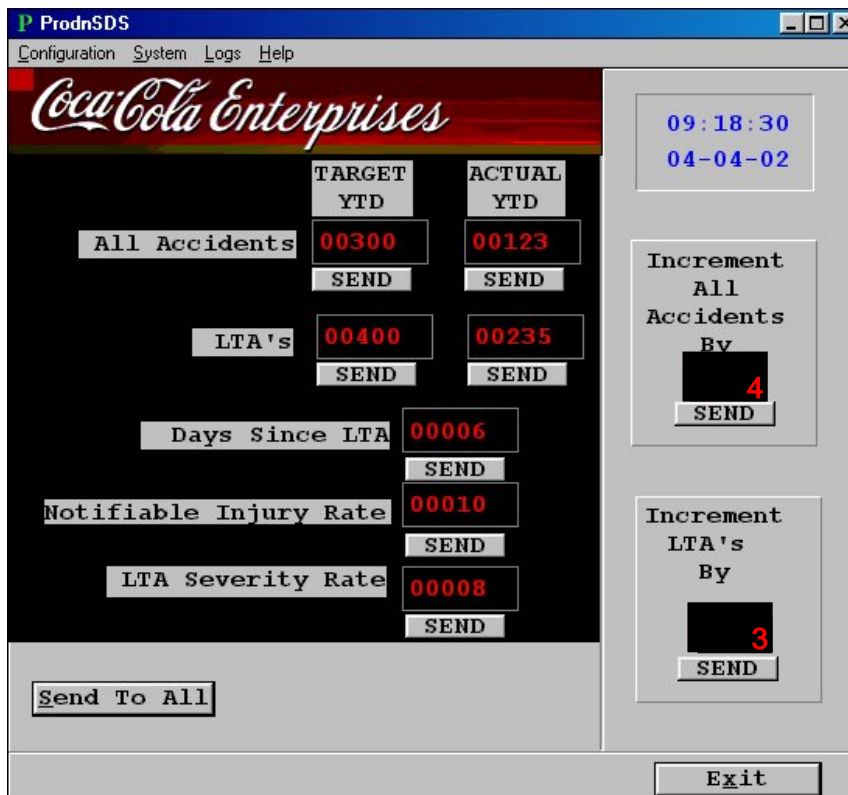 ProdnSDS
Configuration System Logs Help
Coca-Cola Enterprises
09:18:30
04-04-02
TARGET YTD
ACTUAL YTD
All Accidents 00300 00123
SEND SEND
LTA's 00400 00235
SEND SEND
Days Since LTA 00006
SEND
Notifiable Injury Rate 00010
SEND
LTA Severity Rate 00008
SEND
Increment
All
Accidents
By
4
SEND
Increment
LTA's
By
3
SEND
Send To All
Exit